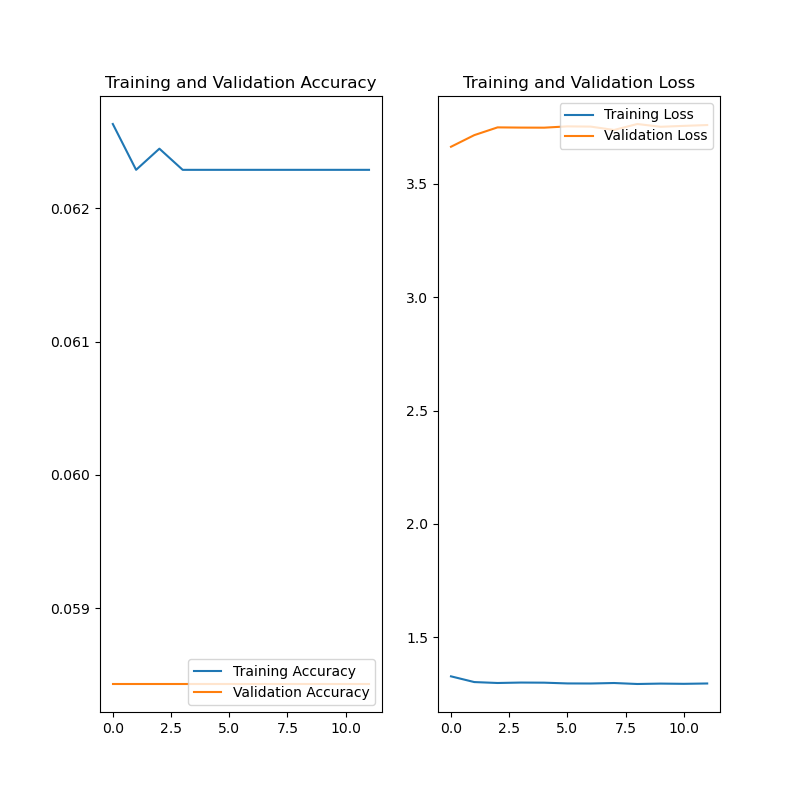 Training and Validation Accuracy
0.062
0.061
0.060
0.059
Training Accuracy
Validation Accuracy
0.0 2.5 5.0 7.5 10.0
Training and Validation Loss
Training Loss
Validation Loss
3.5
3.0
2.5
2.0
1.5
0.0 2.5 5.0 7.5 10.0